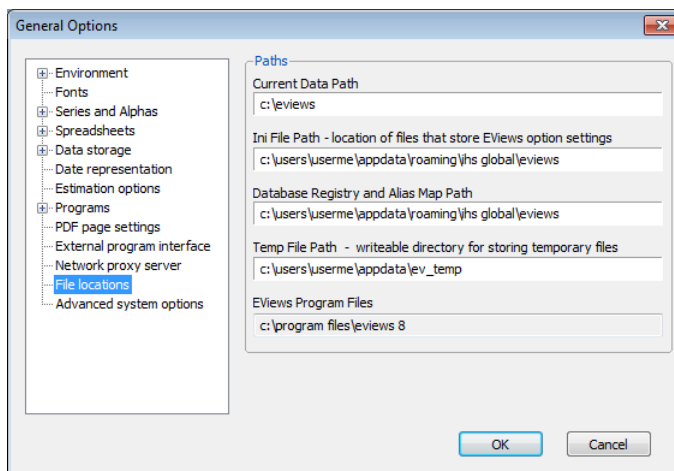 General Options
Environment
Fonts
Series and Alphas
Spreadsheets
Data storage
Date representation
Estimation options
Programs
PDF page settings
External program interface
Network proxy server
File locations
Advanced system options
Paths
Current Data Path
c:\eviews
Ini File Path - location of files that store EViews option settings
c:\users\userme\appdata\roaming\ihs global\eviews
Database Registry and Alias Map Path
c:\users\userme\appdata\roaming\ihs global\eviews
Temp File Path - writeable directory for storing temporary files
c:\users\userme\appdata\ev_temp
EViews Program Files
c:\program files\eviews 8
OK
Cancel